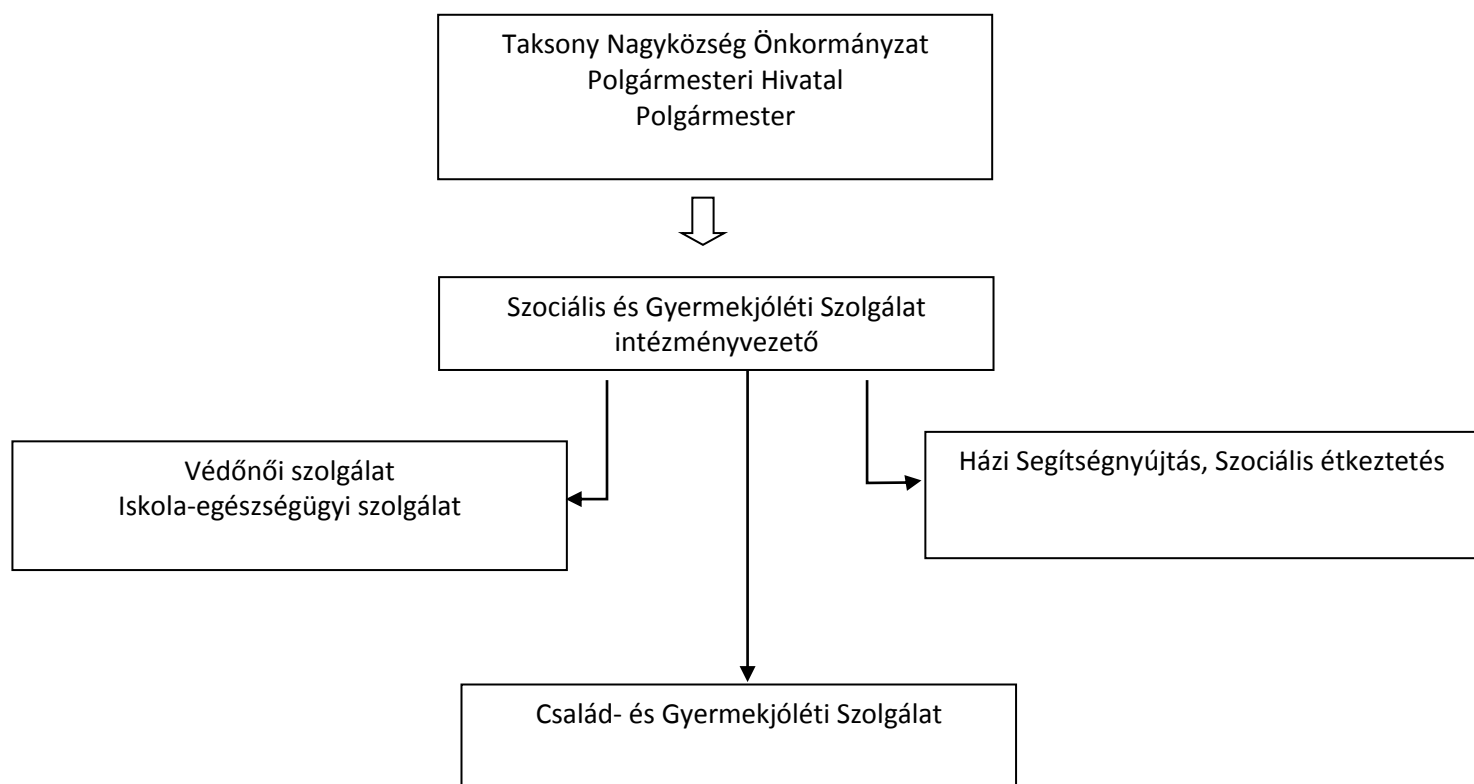 Taksony Nagyközség Önkormányzat
Polgármesteri Hivatal
Polgármester
Szociális és Gyermekjóléti Szolgálat
intézményvezető
Védőnői szolgálat
Iskola-egészségügyi szolgálat
Házi Segítségnyújtás, Szociális étkeztetés
Család- és Gyermekjóléti Szolgálat